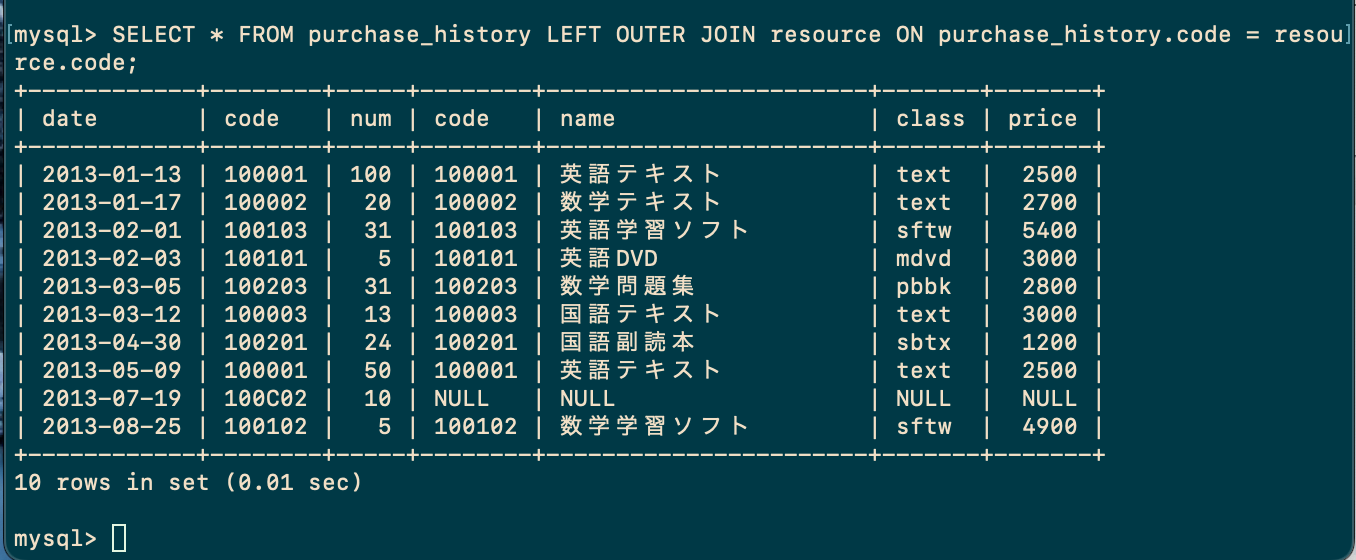 [mysql> SELECT * FROM purchase_history LEFT OUTER JOIN resource ON purchase_history.code = resou]
rce.code;
+------------+--------+-----+--------+-----------------------+-------+-------+
| date       | code   | num | code   | name                  | class | price |
+------------+--------+-----+--------+-----------------------+-------+-------+
| 2013-01-13 | 100001 | 100 | 100001 | 英語テキスト          | text  |  2500 |
| 2013-01-17 | 100002 |  20 | 100002 | 数学テキスト          | text  |  2700 |
| 2013-02-01 | 100103 |  31 | 100103 | 英語学習ソフト        | sftw  |  5400 |
| 2013-02-03 | 100101 |   5 | 100101 | 英語DVD               | mdvd  |  3000 |
| 2013-03-05 | 100203 |  31 | 100203 | 数学問題集            | pbbk  |  2800 |
| 2013-03-12 | 100003 |  13 | 100003 | 国語テキスト          | text  |  3000 |
| 2013-04-30 | 100201 |  24 | 100201 | 国語副読本            | sbtx  |  1200 |
| 2013-05-09 | 100001 |  50 | 100001 | 英語テキスト          | text  |  2500 |
| 2013-07-19 | 100C02 |  10 | NULL   | NULL                  | NULL  |  NULL |
| 2013-08-25 | 100102 |   5 | 100102 | 数学学習ソフト        | sftw  |  4900 |
+------------+--------+-----+--------+-----------------------+-------+-------+
10 rows in set (0.01 sec)
mysql>